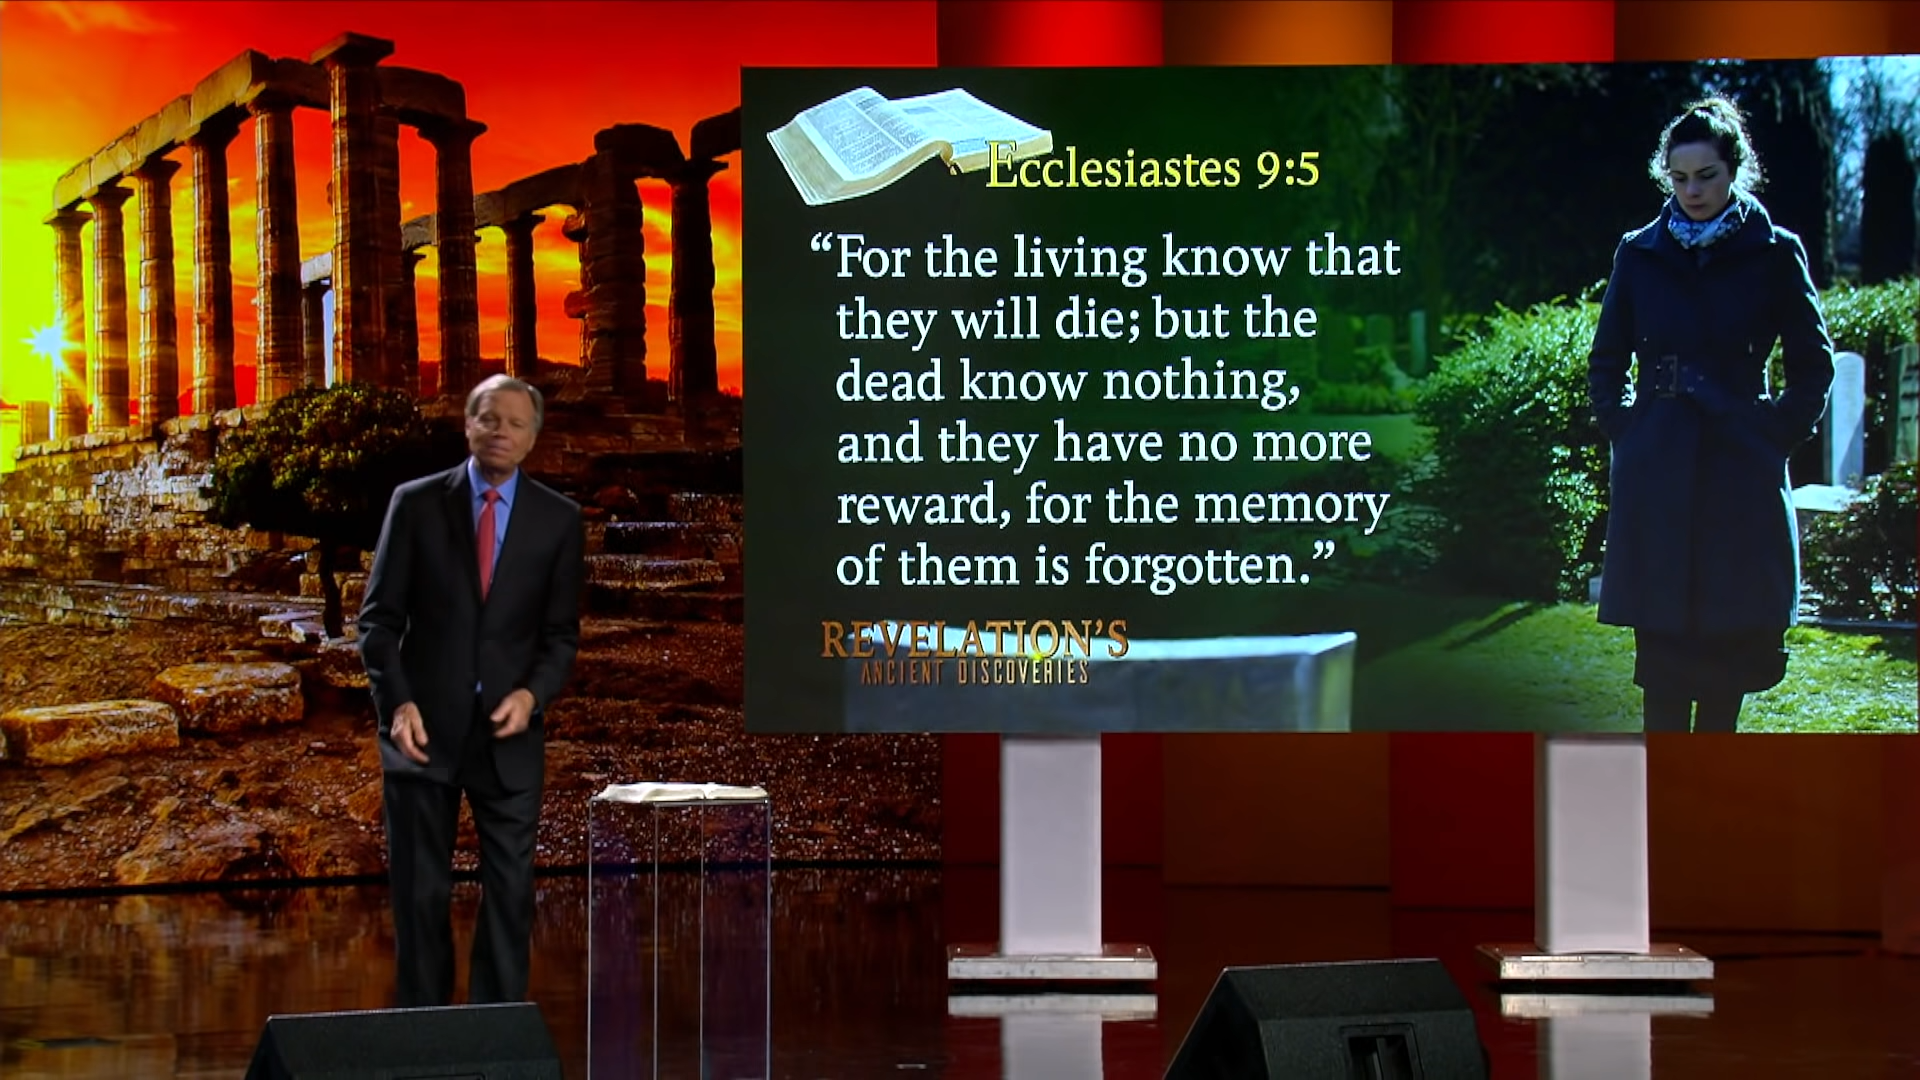 Ecclesiastes 9:5
“For the living know that
they will die; but the
dead know nothing,
and they have no more
reward, for the memory
of them is forgotten.”
REVELATION'S
ANCIENT DISCOVERIES